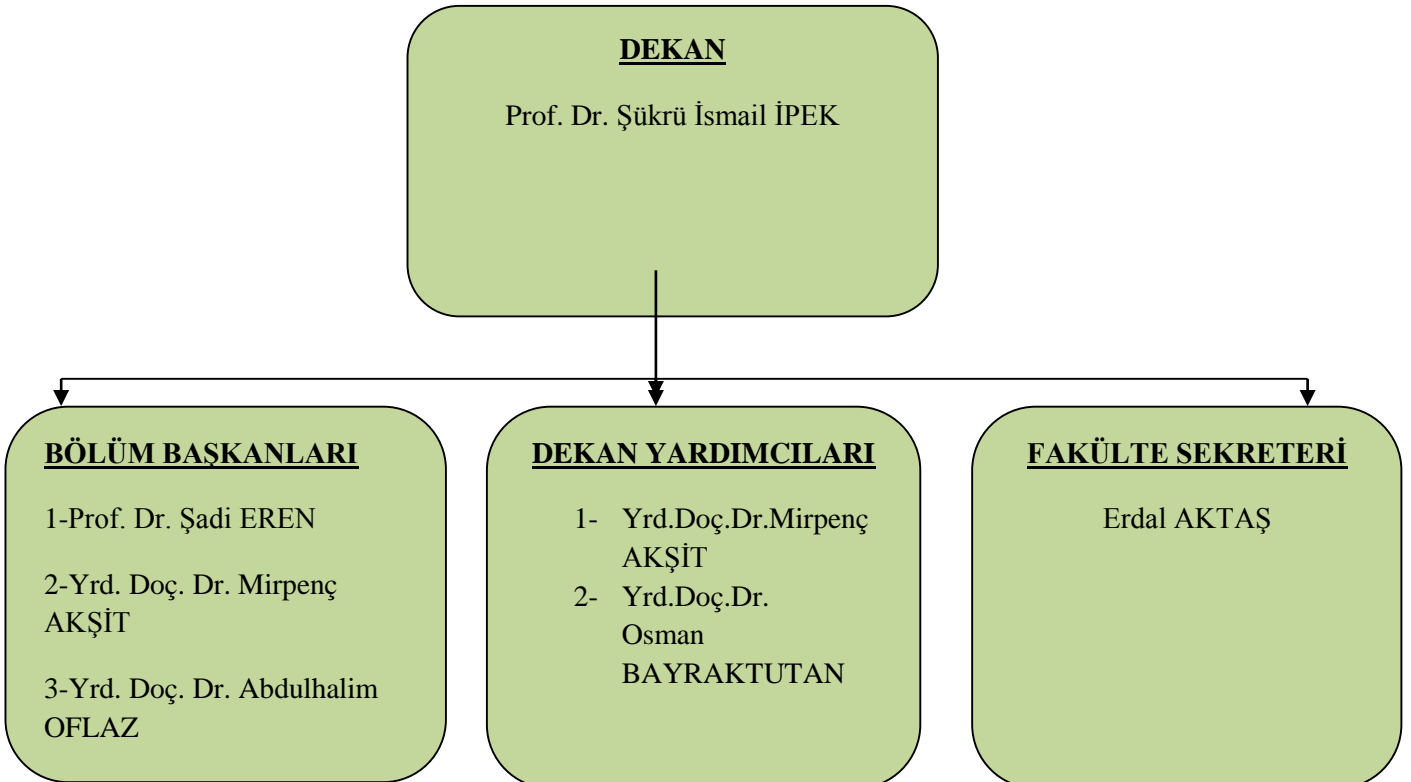 DEKAN
Prof. Dr. Şükrü İsmail İPEK
BÖLÜM BAŞKANLARI
1-Prof. Dr. Şadi EREN
2-Yrd. Doç. Dr. Mirpenç
AKŞİT
3-Yrd. Doç. Dr. Abdulhalim
OFLAZ
DEKAN YARDIMCILARI
1- Yrd.Doç.Dr.Mirpenç
AKŞİT
2- Yrd.Doç.Dr.
Osman
BAYRAKTUTAN
FAKÜLTE SEKRETERİ
Erdal AKTAŞ